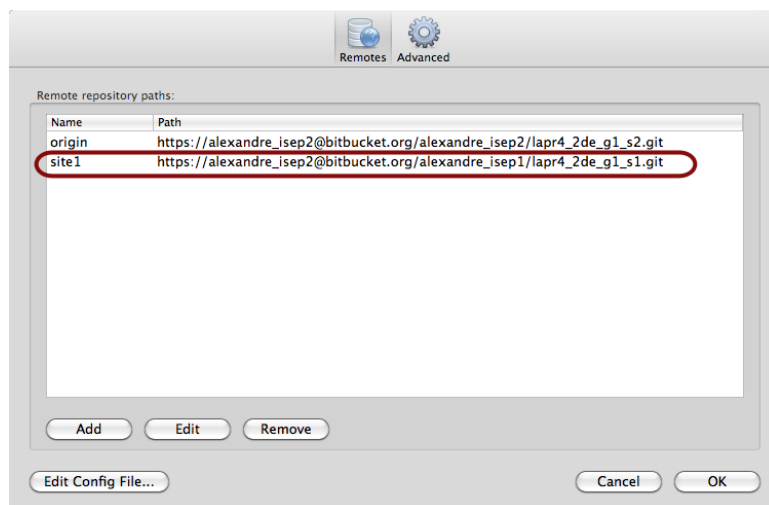 Remotes Advanced
Remote repository paths:
Name Path
origin https://alexandre_isep2@bitbucket.org/alexandre_isep2/lapr4_2de_g1_s2.git
site1 https://alexandre_isep2@bitbucket.org/alexandre_isep1/lapr4_2de_g1_s1.git
Add Edit Remove
Edit Config File... Cancel OK